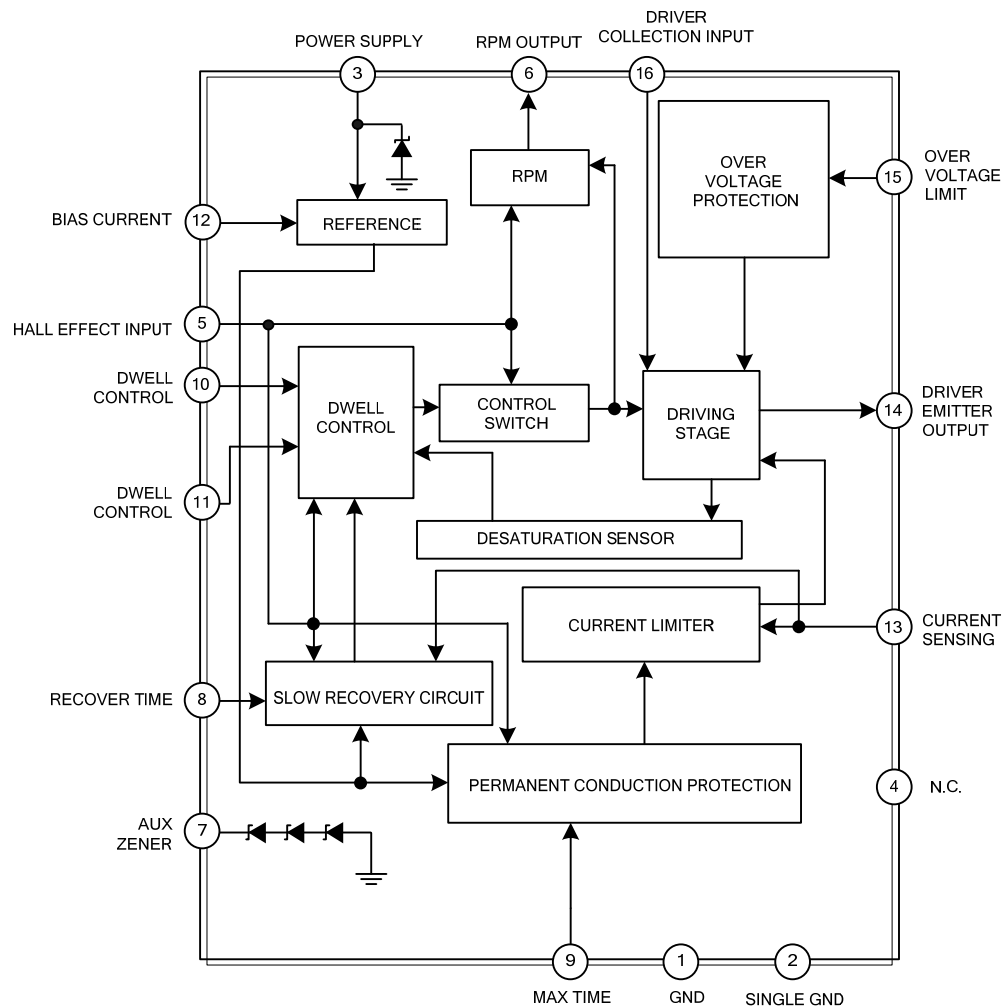 DRIVER
COLLECTION INPUT
POWER SUPPLY
RPM OUTPUT
3
6
16
OVER
VOLTAGE
PROTECTION
RPM
15
OVER
VOLTAGE
LIMIT
BIAS CURRENT
12
REFERENCE
HALL EFFECT INPUT
5
DWELL
CONTROL
10
DWELL
CONTROL
CONTROL
SWITCH
DRIVING
STAGE
14
DRIVER
EMITTER
OUTPUT
DWELL
CONTROL
11
DESATURATION SENSOR
CURRENT LIMITER
13
CURRENT
SENSING
RECOVER TIME
8
SLOW RECOVERY CIRCUIT
PERMANENT CONDUCTION PROTECTION
4
N.C.
AUX
ZENER
7
9
1
2
MAX TIME
GND
SINGLE GND